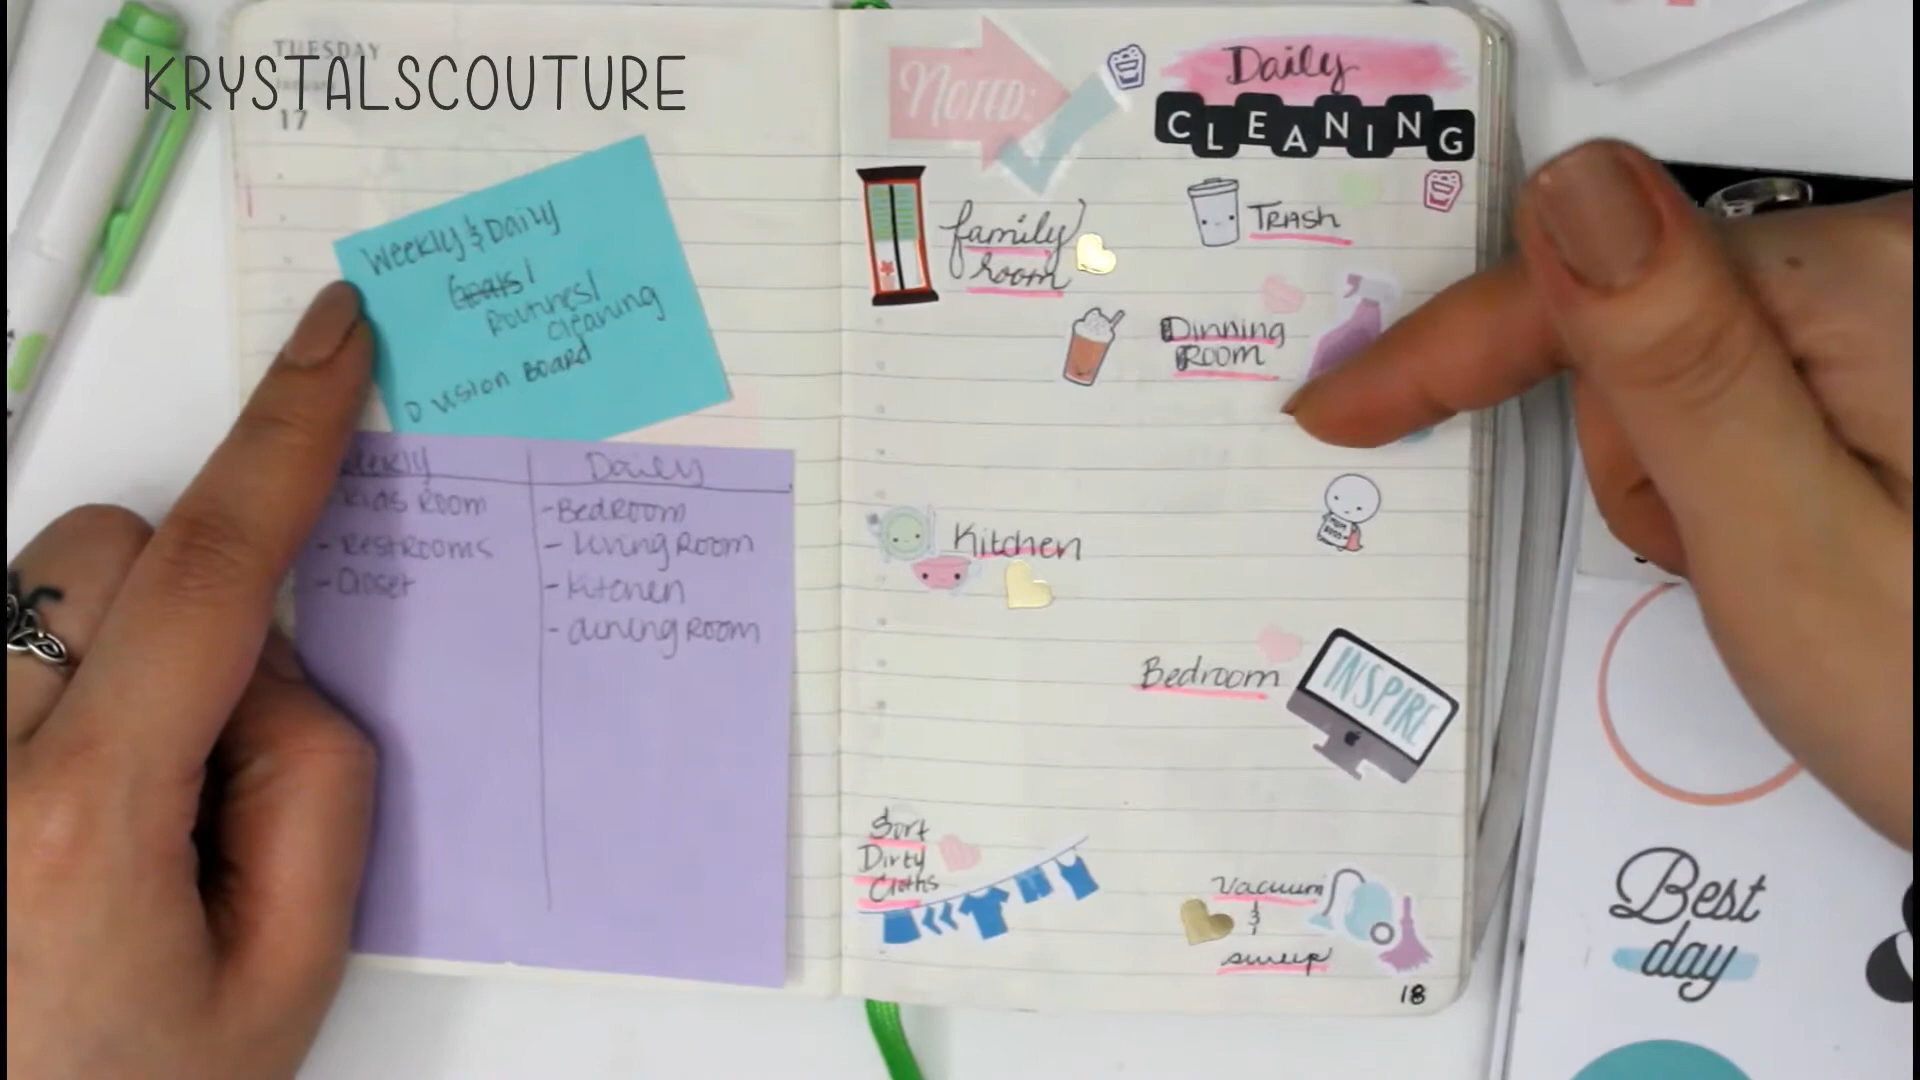 KRYSTALSCOUTURE
TUESDAY
17
Weekly & Daily
Goals /
Routines /
cleaning
vision Board
Weekly
Daily
- Kids Room
- Restrooms
- Closet
- Bedroom
- living Room
- Kitchen
- dining Room
NOTED:
Daily
CLEANING
family
room
Trash
Dinning
Room
Kitchen
Bedroom
INSPIRE
Sort
Dirty
Cloths
Vacuum
&
sweep
18
Best
day